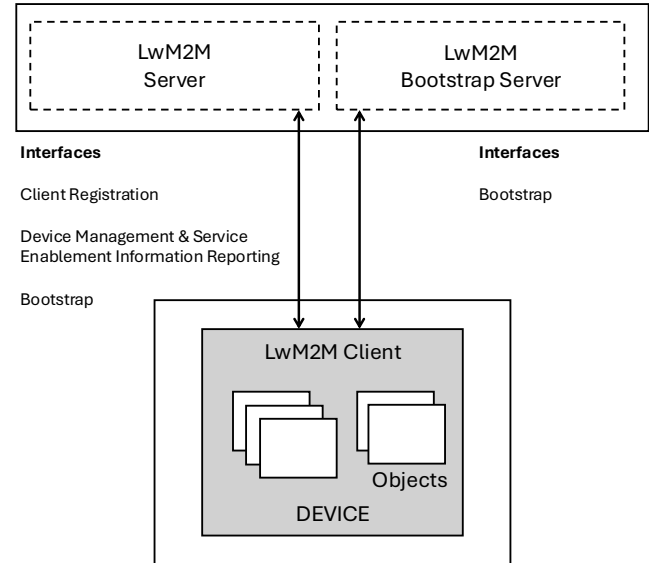 LwM2M
Server
LwM2M
Bootstrap Server
Interfaces
Client Registration
Device Management & Service
Enablement Information Reporting
Bootstrap
Interfaces
Bootstrap
LwM2M Client
Objects
DEVICE